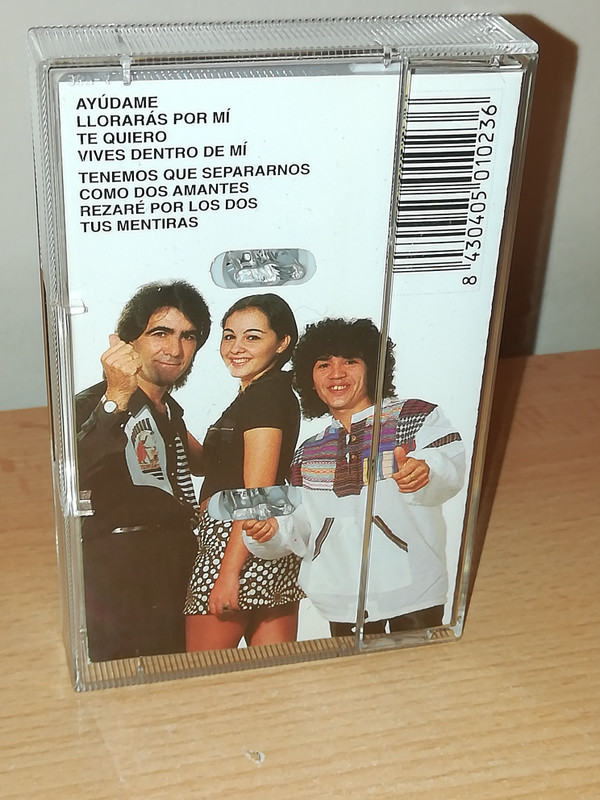 AYÚDAME
LLORARÁS POR MÍ
TE QUIERO
VIVES DENTRO DE MÍ
TENEMOS QUE SEPARARNOS
COMO DOS AMANTES
REZARÉ POR LOS DOS
TUS MENTIRAS
8 430405 010236